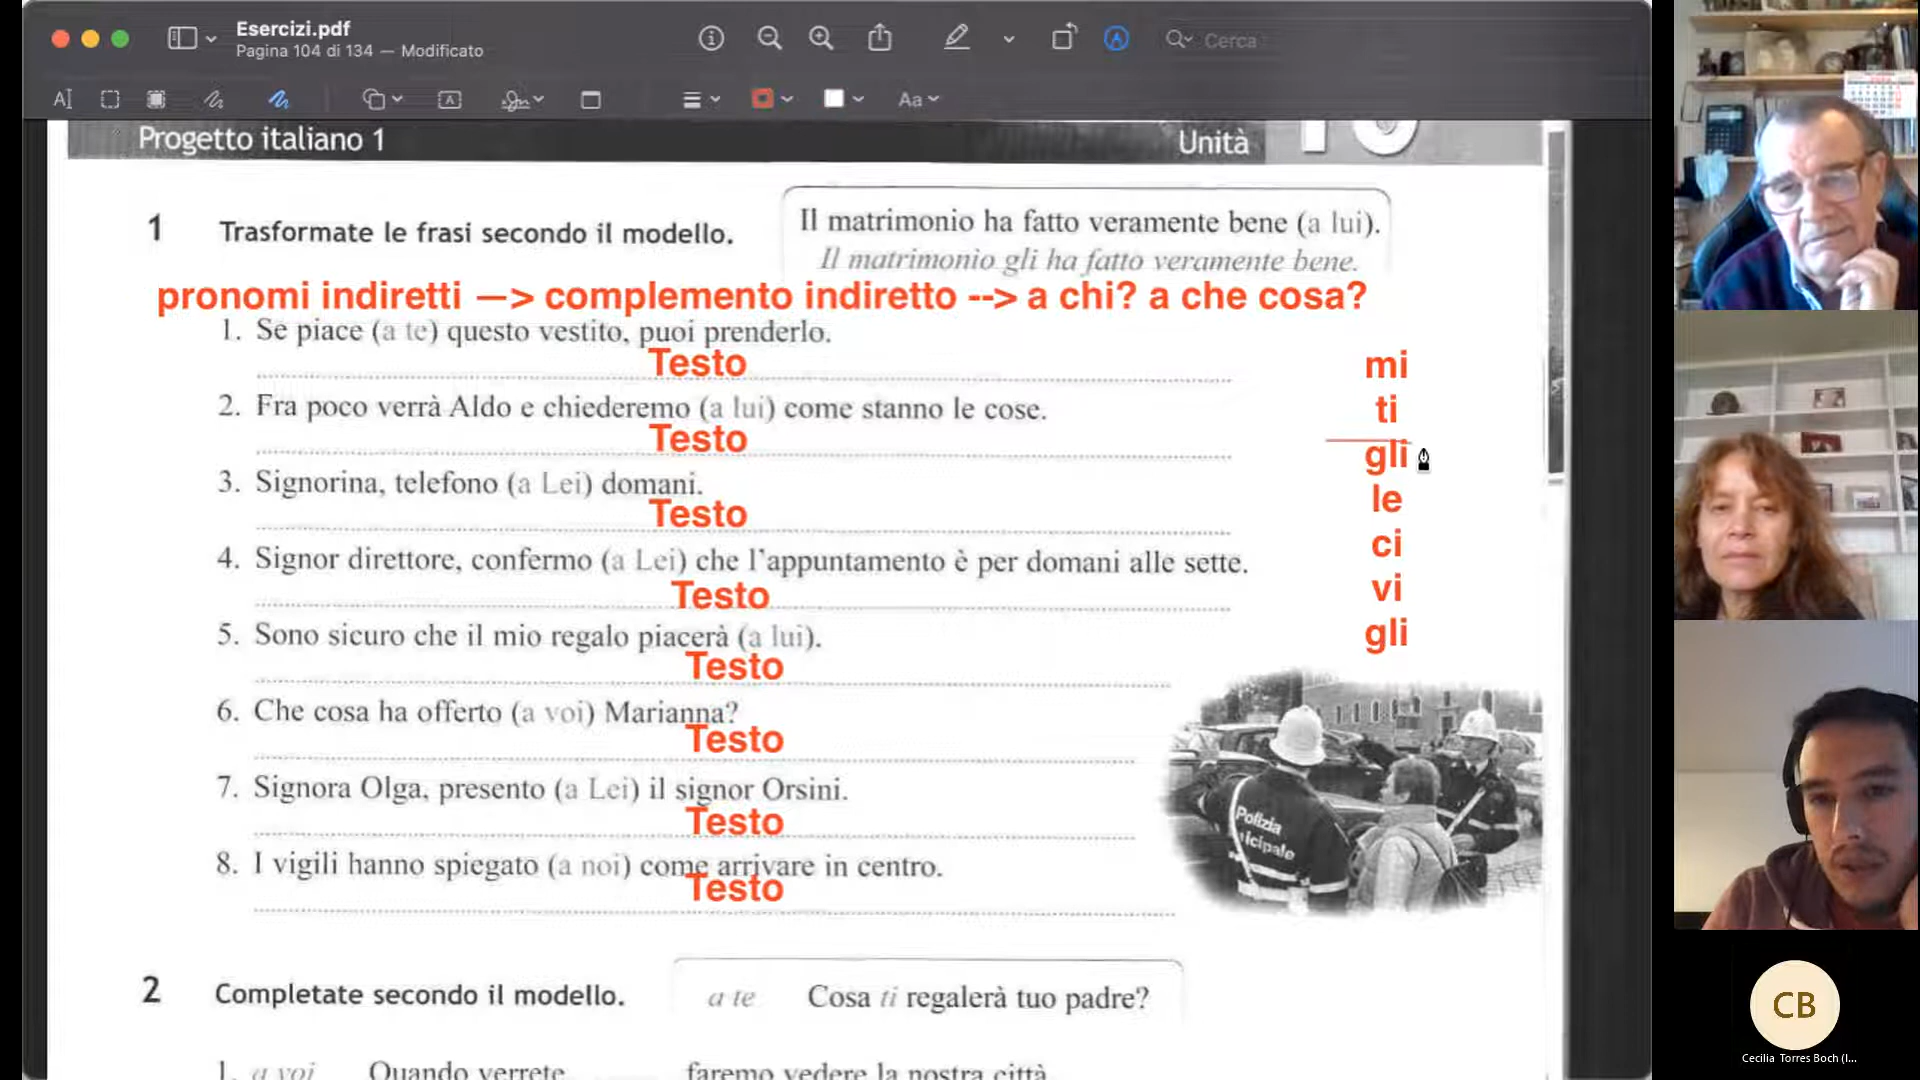 Esercizi.pdf
Pagina 104 di 134 — Modificato
Cerca
Aa
Progetto italiano 1
Unità
1 Trasformate le frasi secondo il modello.
Il matrimonio ha fatto veramente bene (a lui).
Il matrimonio gli ha fatto veramente bene.
pronomi indiretti —> complemento indiretto --> a chi? a che cosa?
1. Se piace (a te) questo vestito, puoi prenderlo.
Testo
2. Fra poco verrà Aldo e chiederemo (a lui) come stanno le cose.
Testo
3. Signorina, telefono (a Lei) domani.
Testo
4. Signor direttore, confermo (a Lei) che l'appuntamento è per domani alle sette.
Testo
5. Sono sicuro che il mio regalo piacerà (a lui).
Testo
6. Che cosa ha offerto (a voi) Marianna?
Testo
7. Signora Olga, presento (a Lei) il signor Orsini.
Testo
8. I vigili hanno spiegato (a noi) come arrivare in centro.
Testo
mi
ti
gli
le
ci
vi
gli
Polizia
icipale
2 Completate secondo il modello.
a te Cosa ti regalerà tuo padre?
1. a voi Quando verrete, faremo vedere la nostra città.
CB
Cecilia Torres Boch (I...